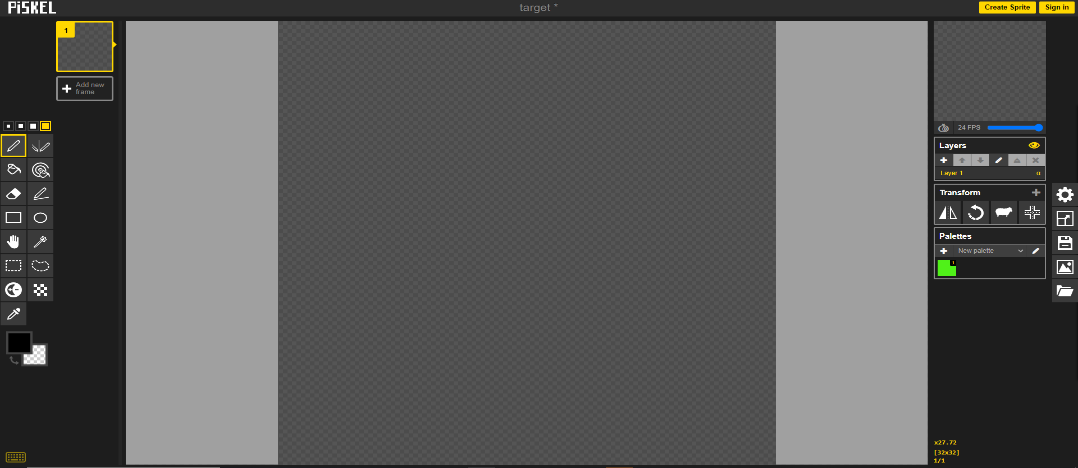 PiSKEL
target *
Create Sprite
Sign in
1
Add new
frame
24 FPS
Layers
Layer 1
α
Transform
Palettes
New palette
1
x27.72
[32x32]
1/1